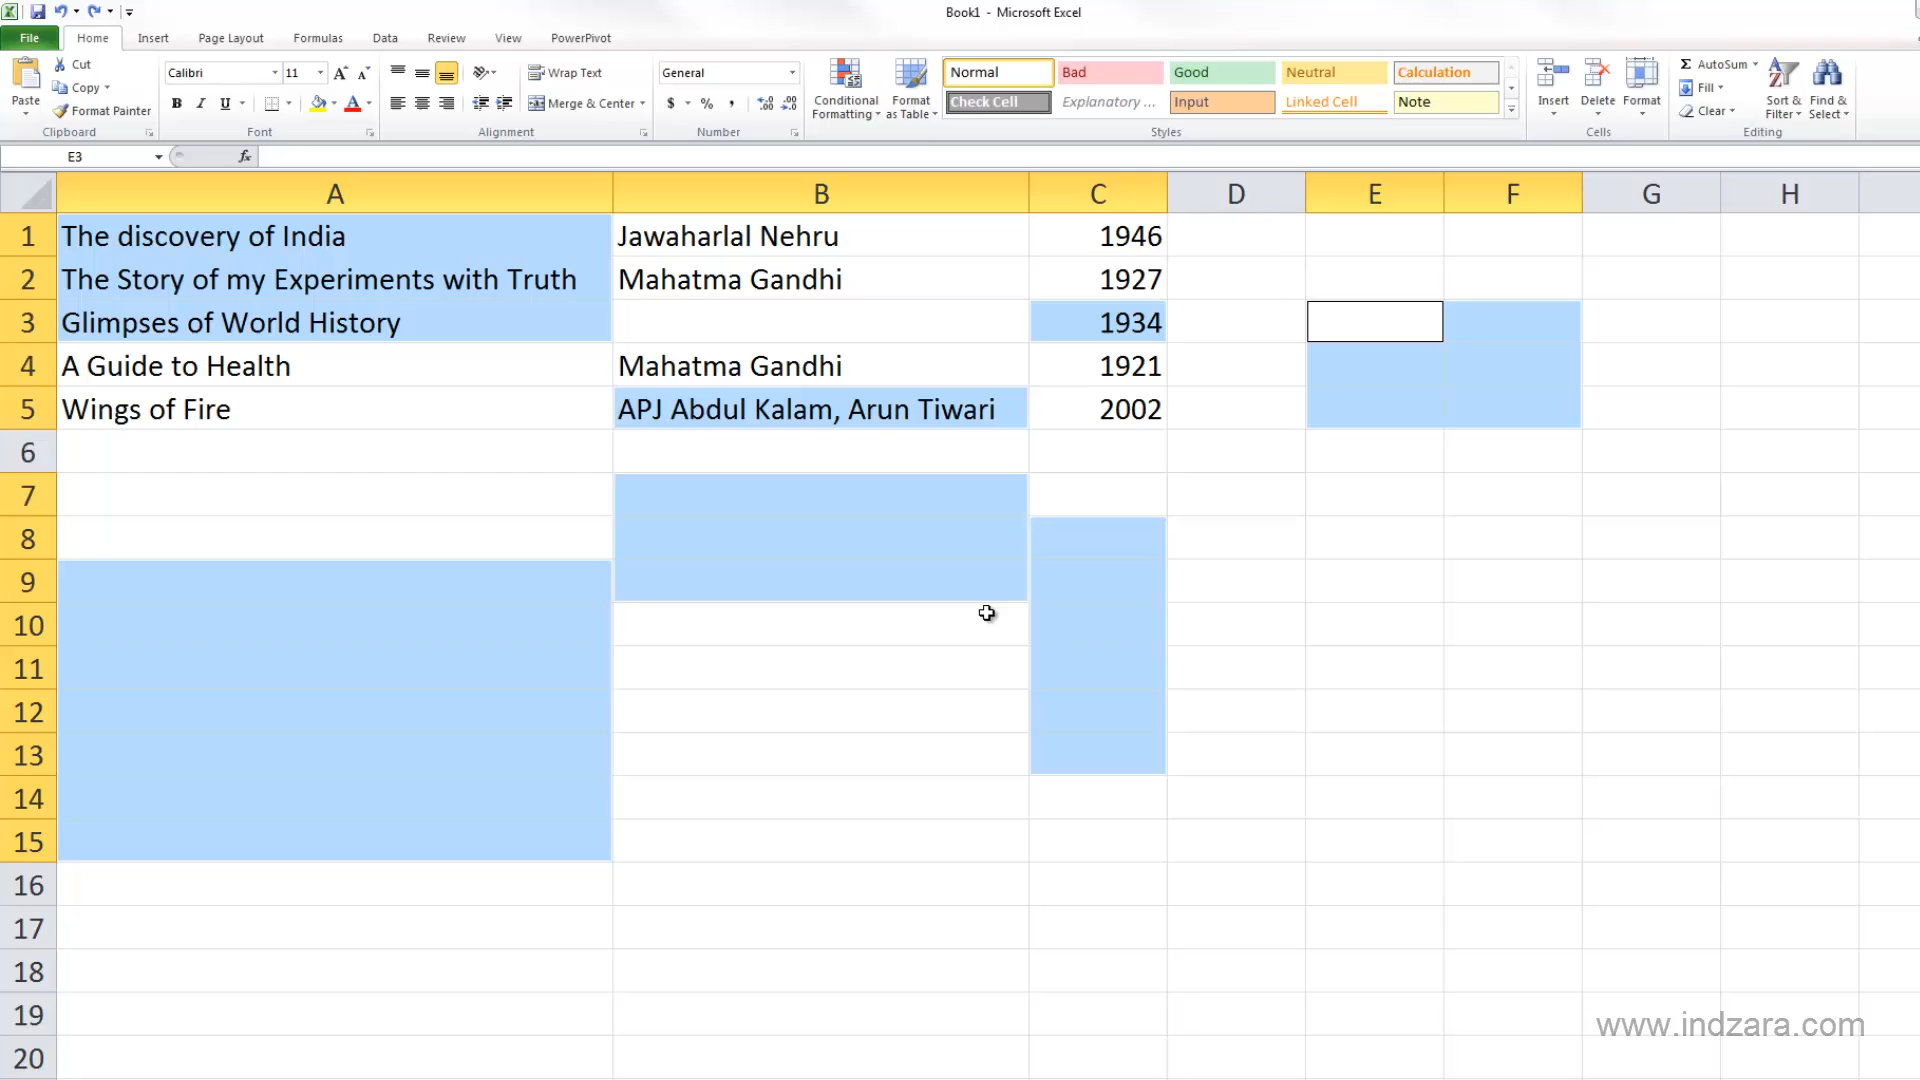 Book1 - Microsoft Excel
File Home Insert Page Layout Formulas Data Review View PowerPivot
Paste
Cut
Copy
Format Painter
Clipboard
Calibri 11
B I U
Font
Wrap Text
Merge & Center
Alignment
General
$ % ,
Number
Conditional Formatting
Format as Table
Normal Bad Good Neutral Calculation
Check Cell Explanatory ... Input Linked Cell Note
Styles
Insert Delete Format
Cells
Σ AutoSum
Fill
Clear
Sort & Filter
Find & Select
Editing
E3 fx
A B C D E F G H
1 The discovery of India Jawaharlal Nehru 1946
2 The Story of my Experiments with Truth Mahatma Gandhi 1927
3 Glimpses of World History 1934
4 A Guide to Health Mahatma Gandhi 1921
5 Wings of Fire APJ Abdul Kalam, Arun Tiwari 2002
6
7
8
9
10
11
12
13
14
15
16
17
18
19
20
www.indzara.com